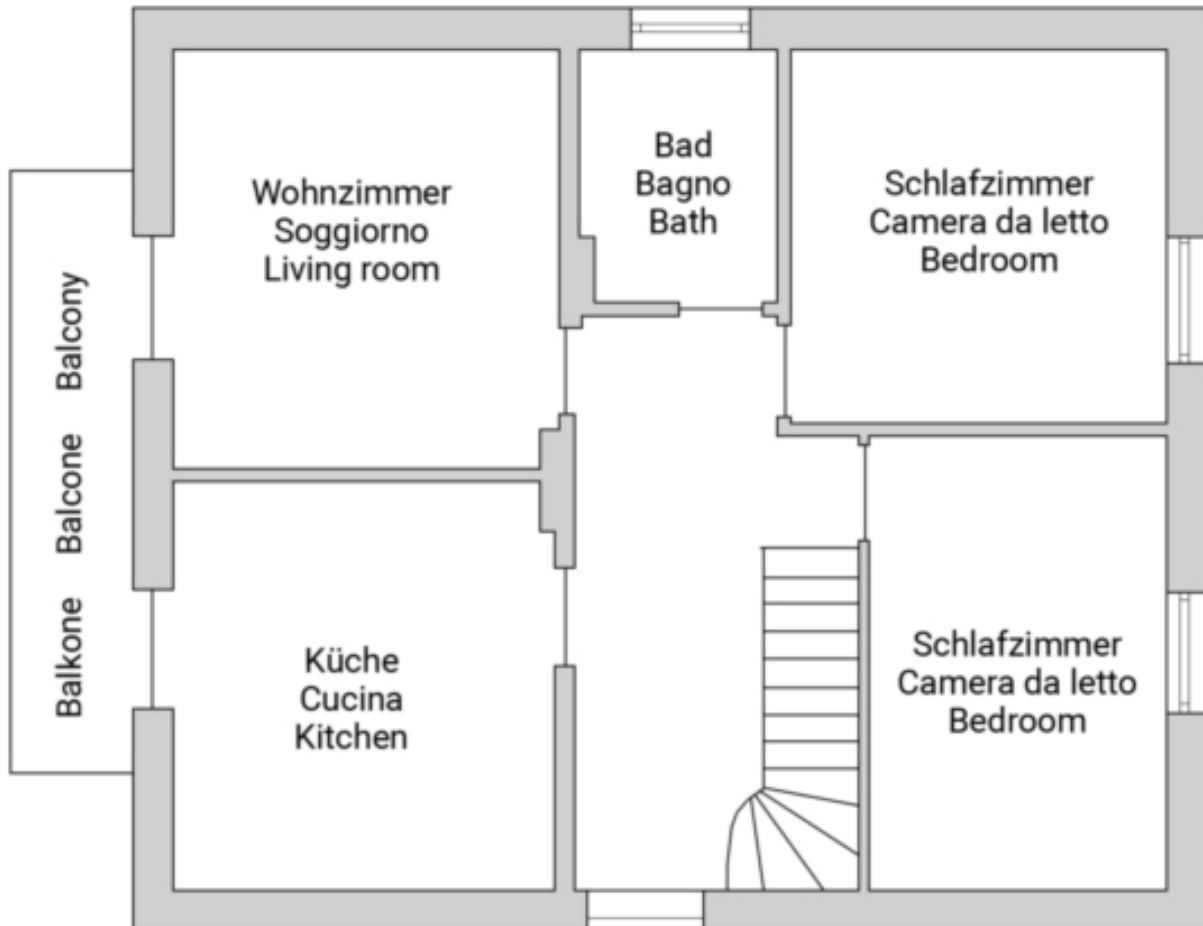 Wohnzimmer
Soggiorno
Living room
Bad
Bagno
Bath
Schlafzimmer
Camera da letto
Bedroom
Balkone Balcone Balcony
Küche
Cucina
Kitchen
Schlafzimmer
Camera da letto
Bedroom